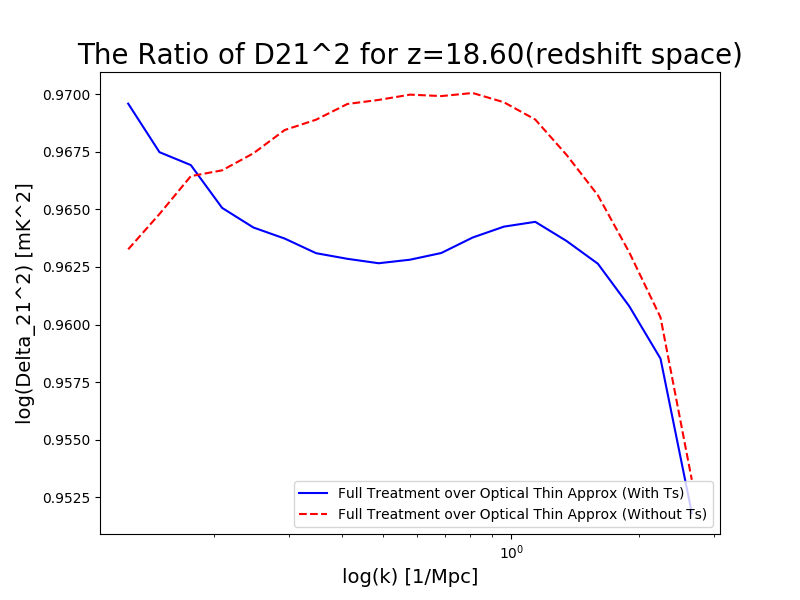 The Ratio of D21^2 for z=18.60(redshift space)
log(Delta_21^2) [mK^2]
0.9700
0.9675
0.9650
0.9625
0.9600
0.9575
0.9550
0.9525
Full Treatment over Optical Thin Approx (With Ts)
Full Treatment over Optical Thin Approx (Without Ts)
10^0
log(k) [1/Mpc]